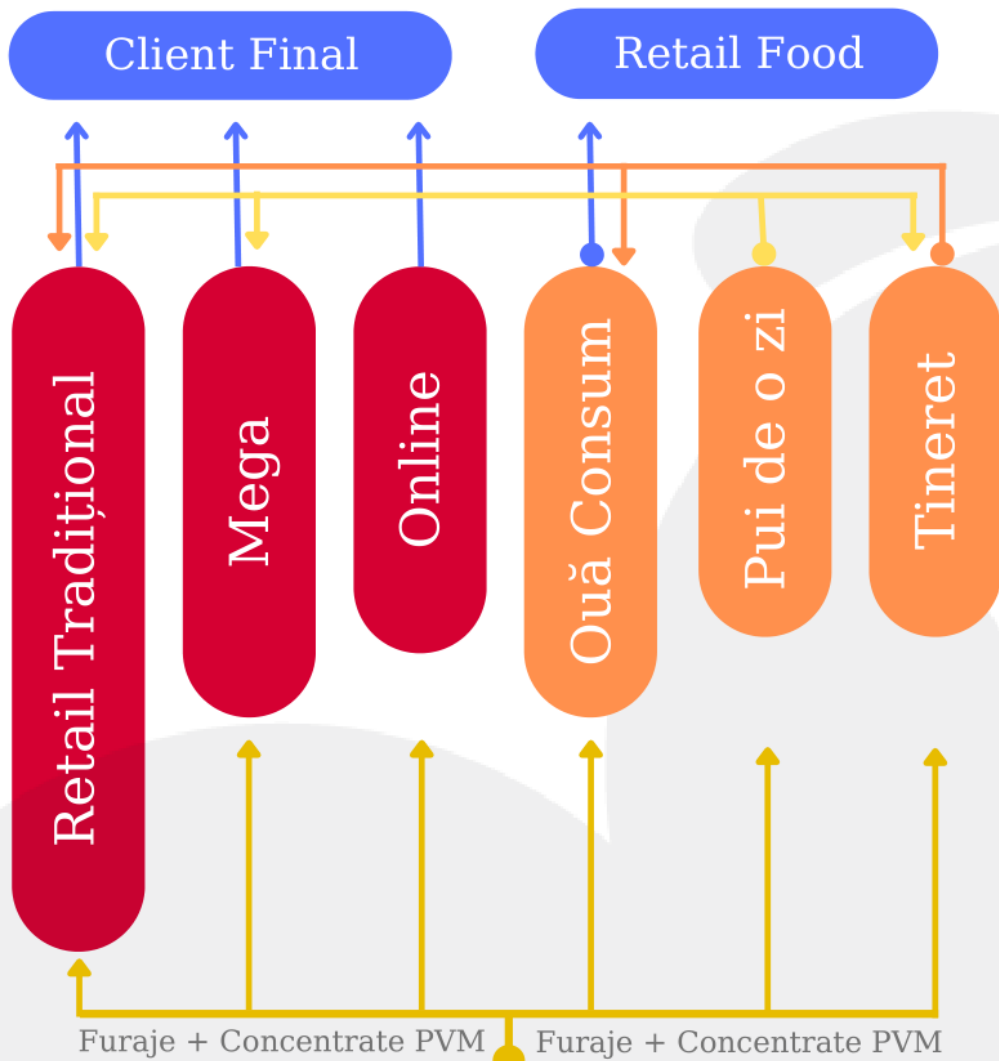 Client Final
Retail Food
Retail Tradițional
Mega
Online
Ouă Consum
Pui de o zi
Tineret
Furaje + Concentrate PVM
Furaje + Concentrate PVM